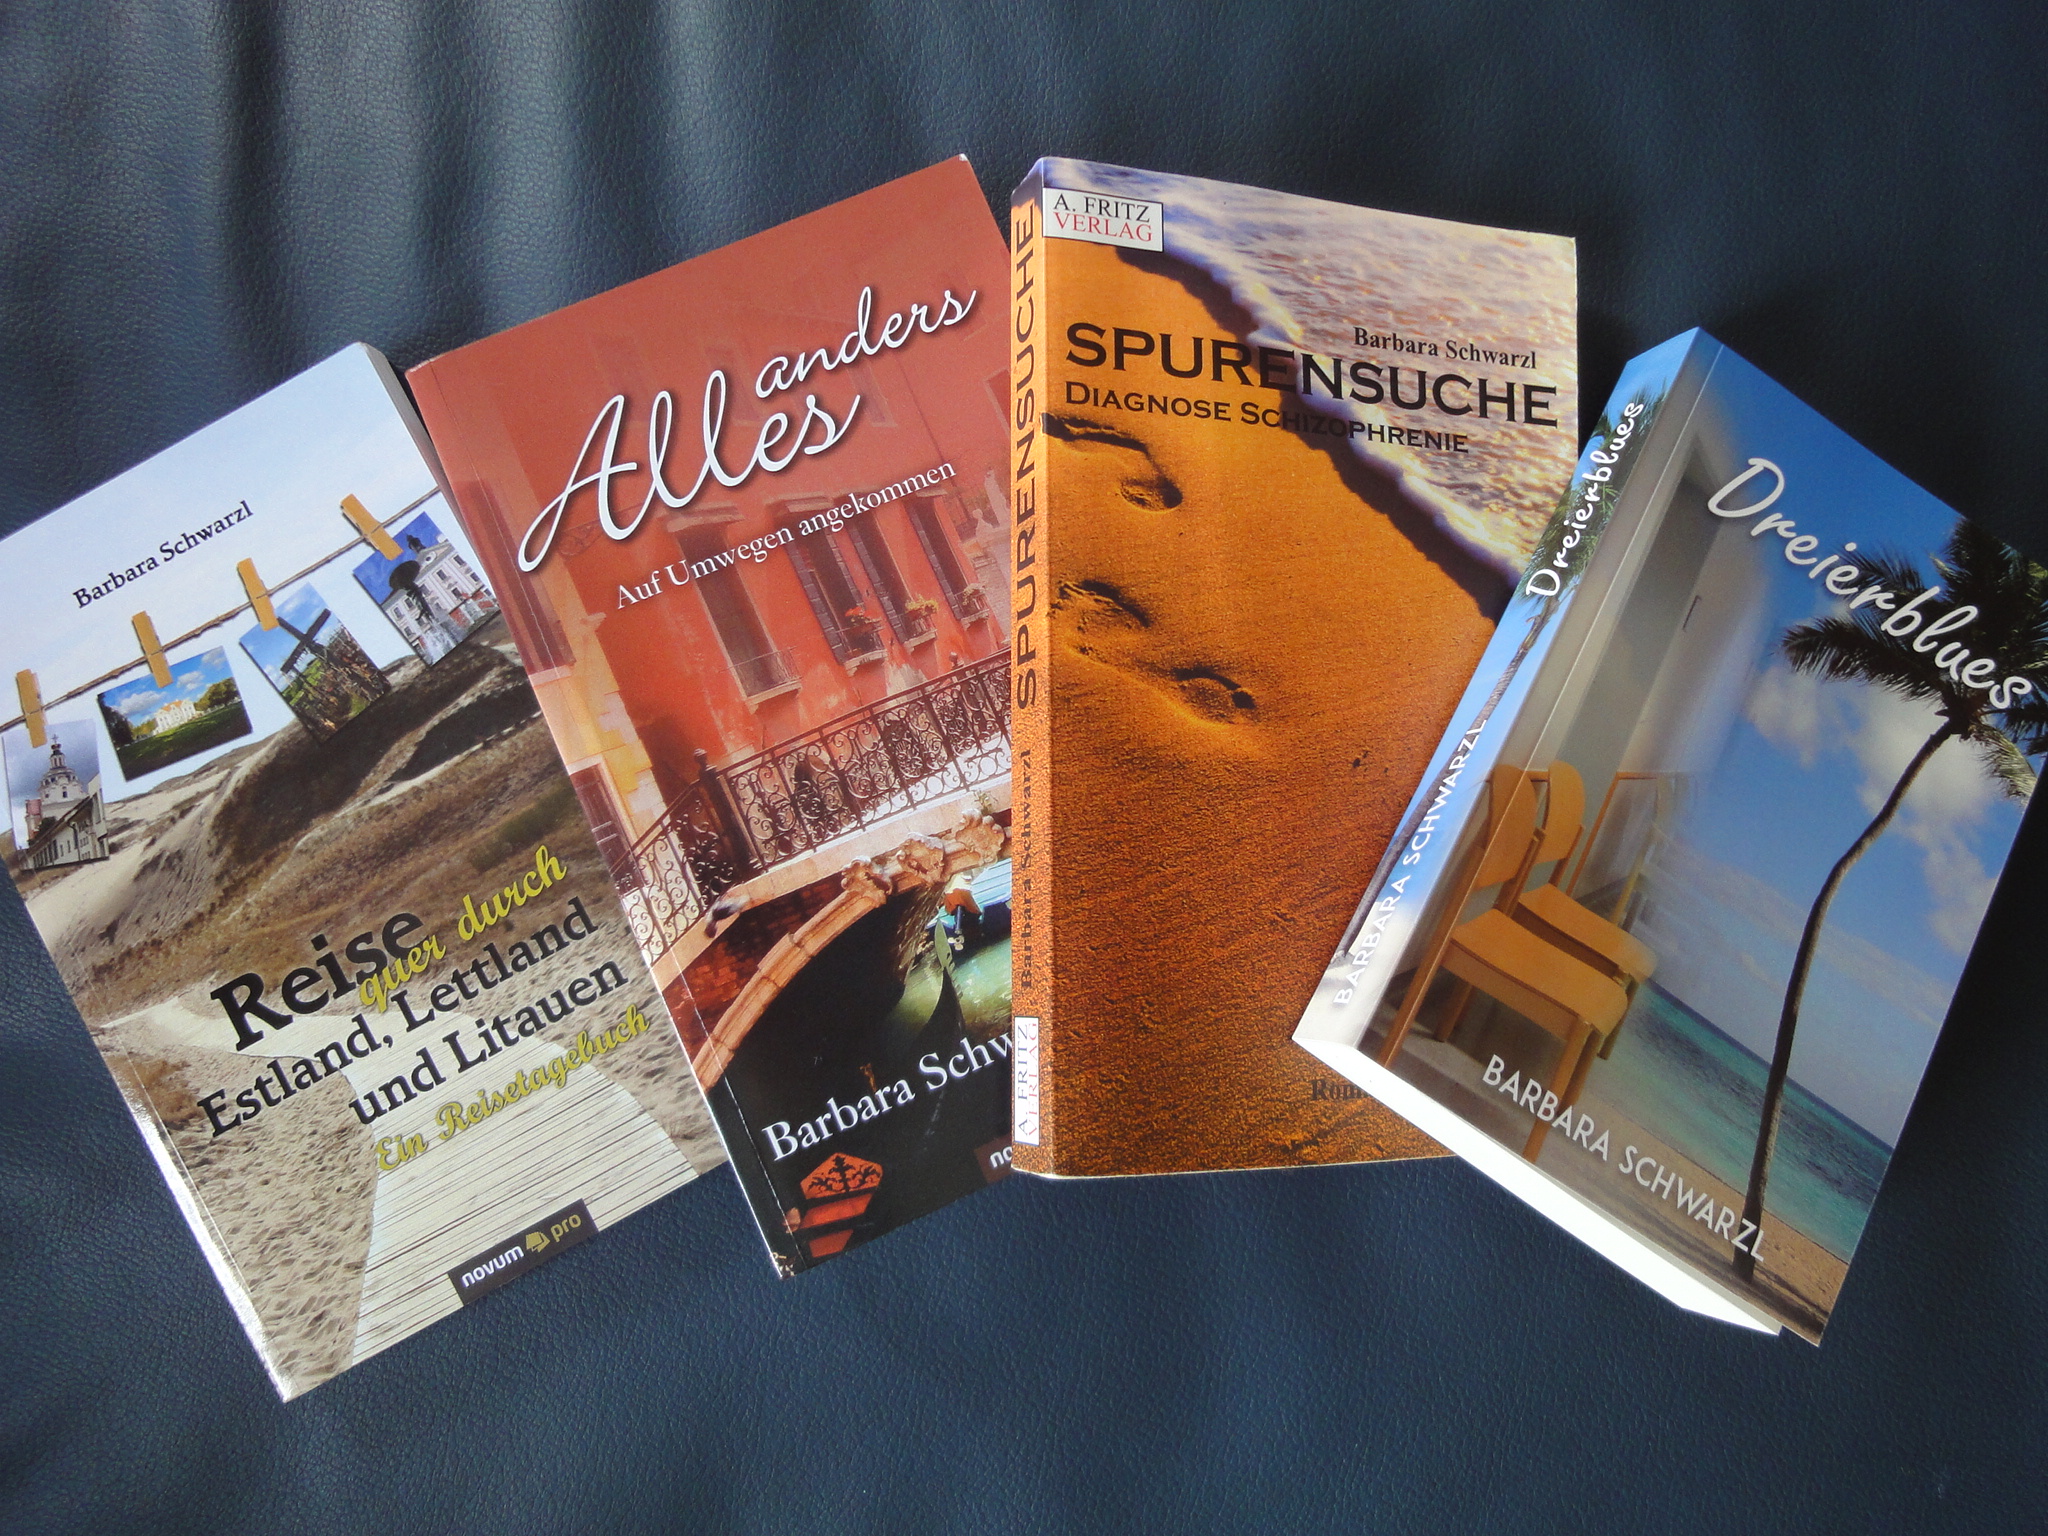 Barbara Schwarzl
Reise
quer durch
Estland, Lettland
und Litauen
Ein Reisetagebuch
novum pro
Alles
anders
Auf Umwegen angekommen
Barbara
A. FRITZ
VERLAG
Barbara Schwarzl
SPURENSUCHE
DIAGNOSE SCHIZOPHRENIE
SPURENSUCHE
Barbara Schwarzl
A. FRITZ
VERLAG
Dreierblues
BARBARA SCHWARZL
Dreierblues
BARBARA SCHWARZL